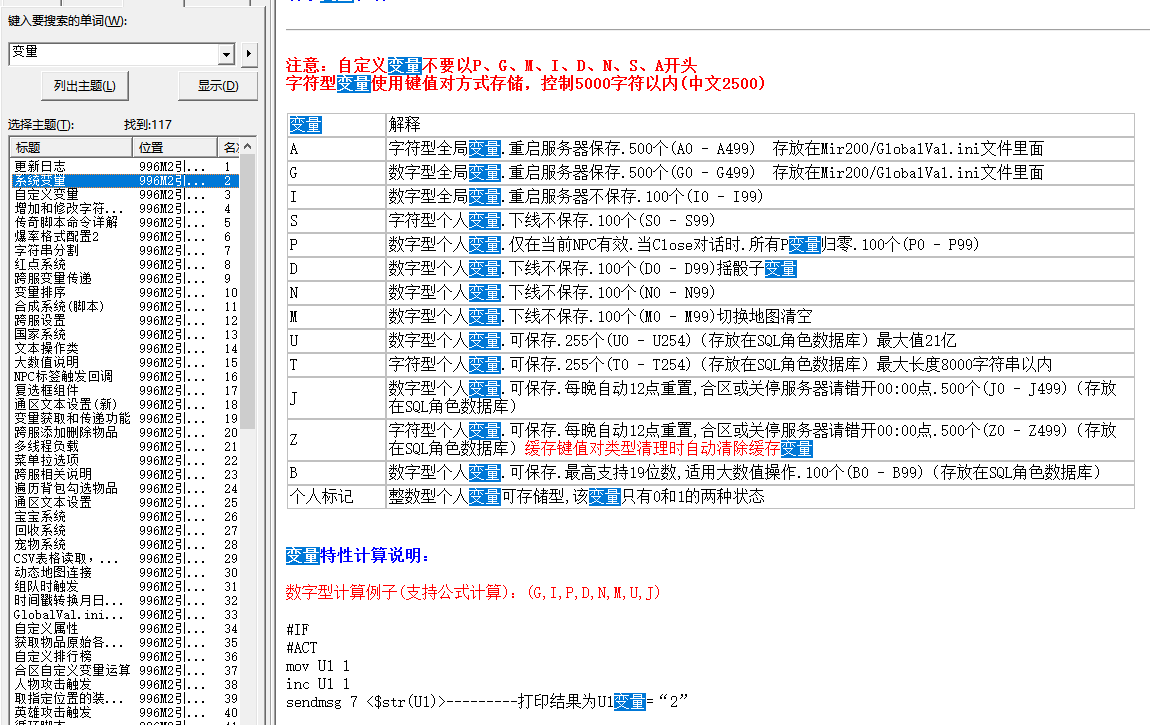 键入要搜索的单词(W):
变量
列出主题(L)
显示(D)
选择主题(T):
找到:117
标题 位置 名次
更新日志 996M2引... 1
系统变量 996M2引... 2
自定义变量 996M2引... 3
增加和修改字符... 996M2引... 4
传奇脚本命令详解 996M2引... 5
爆率格式配置2 996M2引... 6
字符串分割 996M2引... 7
红点系统 996M2引... 8
跨服变量传递 996M2引... 9
变量排序 996M2引... 10
合成系统(脚本) 996M2引... 11
跨服设置 996M2引... 12
国家系统 996M2引... 13
文本操作类 996M2引... 14
大数值说明 996M2引... 15
NPC标签触发回调 996M2引... 16
复选框组件 996M2引... 17
通区文本设置(新) 996M2引... 18
变量获取和传递功能 996M2引... 19
跨服添加删除物品 996M2引... 20
多线程负载 996M2引... 21
菜单拉选项 996M2引... 22
跨服相关说明 996M2引... 23
遍历背包勾选物品 996M2引... 24
通区文本设置 996M2引... 25
宝宝系统 996M2引... 26
回收系统 996M2引... 27
宠物系统 996M2引... 28
CSV表格读取，... 996M2引... 29
动态地图连接 996M2引... 30
组队时触发 996M2引... 31
时间戳转换月日... 996M2引... 32
GlobalVal.ini... 996M2引... 33
自定义属性 996M2引... 34
获取物品原始各... 996M2引... 35
自定义排行榜 996M2引... 36
合区自定义变量运算 996M2引... 37
人物攻击触发 996M2引... 38
取指定位置的装... 996M2引... 39
英雄攻击触发 996M2引... 40
注意：自定义变量不要以P、G、M、I、D、N、S、A开头
字符型变量使用键值对方式存储，控制5000字符以内(中文2500)
变量 解释
A 字符型全局变量.重启服务器保存.500个(A0 - A499)  存放在Mir200/GlobalVal.ini文件里面
G 数字型全局变量.重启服务器保存.500个(G0 - G499)  存放在Mir200/GlobalVal.ini文件里面
I 数字型全局变量.重启服务器不保存.100个(I0 - I99)
S 字符型个人变量.下线不保存.100个(S0 - S99)
P 数字型个人变量.仅在当前NPC有效.当Close对话时.所有P变量归零.100个(P0 - P99)
D 数字型个人变量.下线不保存.100个(D0 - D99)摇骰子变量
N 数字型个人变量.下线不保存.100个(N0 - N99)
M 数字型个人变量.下线不保存.100个(M0 - M99)切换地图清空
U 数字型个人变量.可保存.255个(U0 - U254)（存放在SQL角色数据库）最大值21亿
T 字符型个人变量.可保存.255个(T0 - T254)（存放在SQL角色数据库）最大长度8000字符串以内
J 数字型个人变量.可保存.每晚自动12点重置,合区或关停服务器请错开00:00点.500个(J0 - J499)（存放
在SQL角色数据库）
Z 字符型个人变量.可保存.每晚自动12点重置,合区或关停服务器请错开00:00点.500个(Z0 - Z499)（存放
在SQL角色数据库）缓存键值对类型清理时自动清除缓存变量
B 数字型个人变量.可保存.最高支持19位数,适用大数值操作.100个(B0 - B99)（存放在SQL角色数据库）
个人标记 整数型个人变量可存储型,该变量只有0和1的两种状态
变量特性计算说明：
数字型计算例子(支持公式计算)：(G,I,P,D,N,M,U,J)
#IF
#ACT
mov U1 1
inc U1 1
sendmsg 7 <$str(U1)>---------打印结果为U1变量=“2”